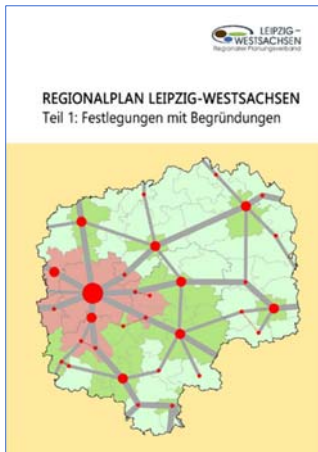 LEIPZIG–
WESTSACHSEN
Regionaler Planungsverband
REGIONALPLAN LEIPZIG-WESTSACHSEN
Teil 1: Festlegungen mit Begründungen